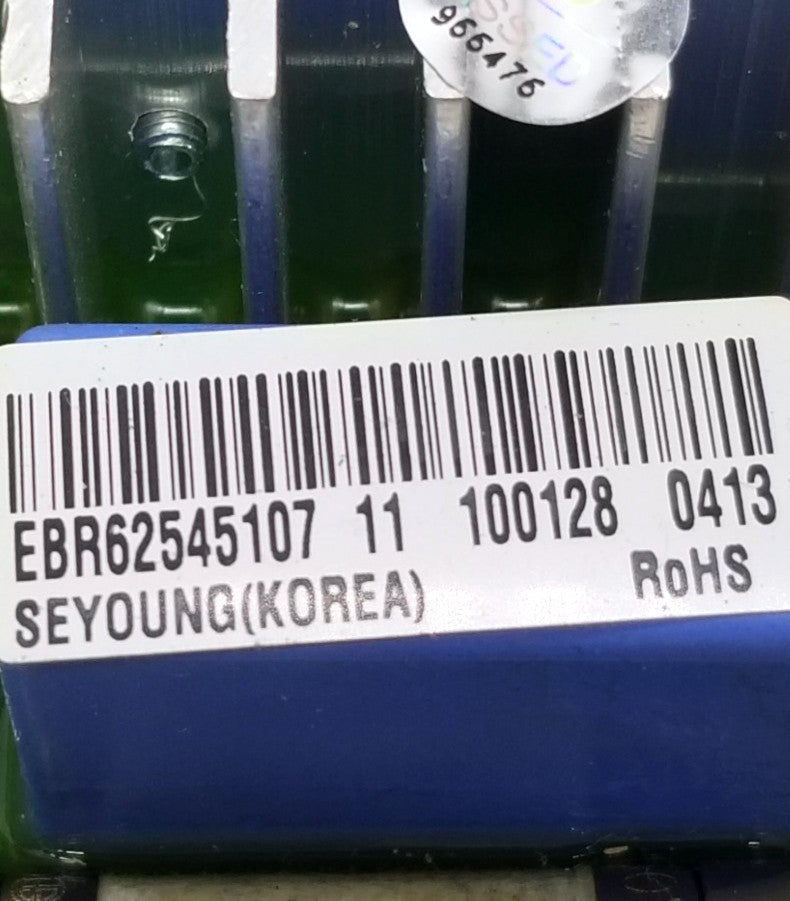 966476
EBR62545107 11 100128 0413
SEYOUNG(KOREA) RoHS